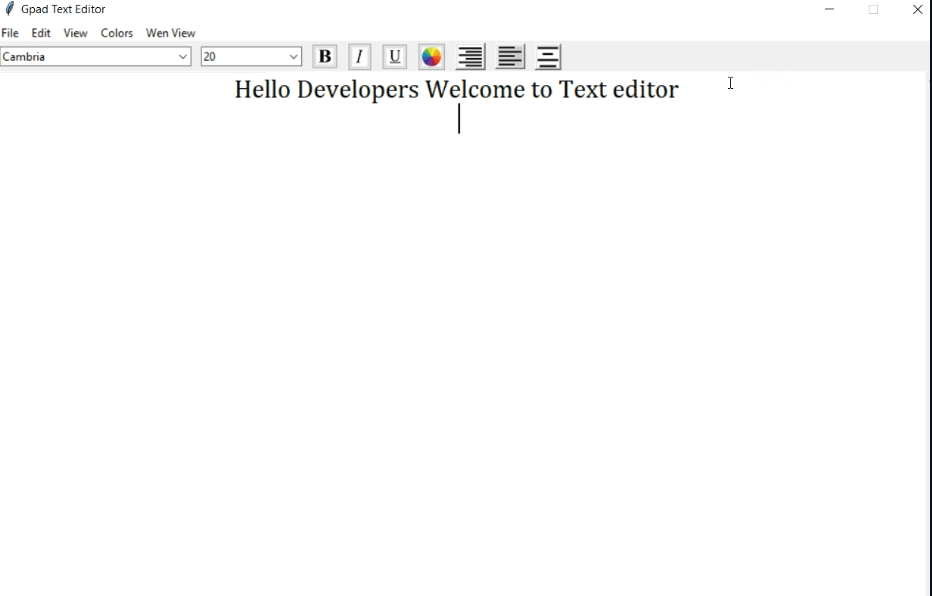 Gpad Text Editor
File Edit View Colors Wen View
Cambria 20 B I U
Hello Developers Welcome to Text editor